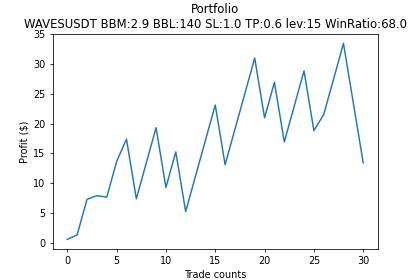 Portfolio
WAVESUSDT BBM:2.9 BBL:140 SL:1.0 TP:0.6 lev:15 WinRatio:68.0
35
30
25
20
15
10
5
0
Profit ($)
0 5 10 15 20 25 30
Trade counts